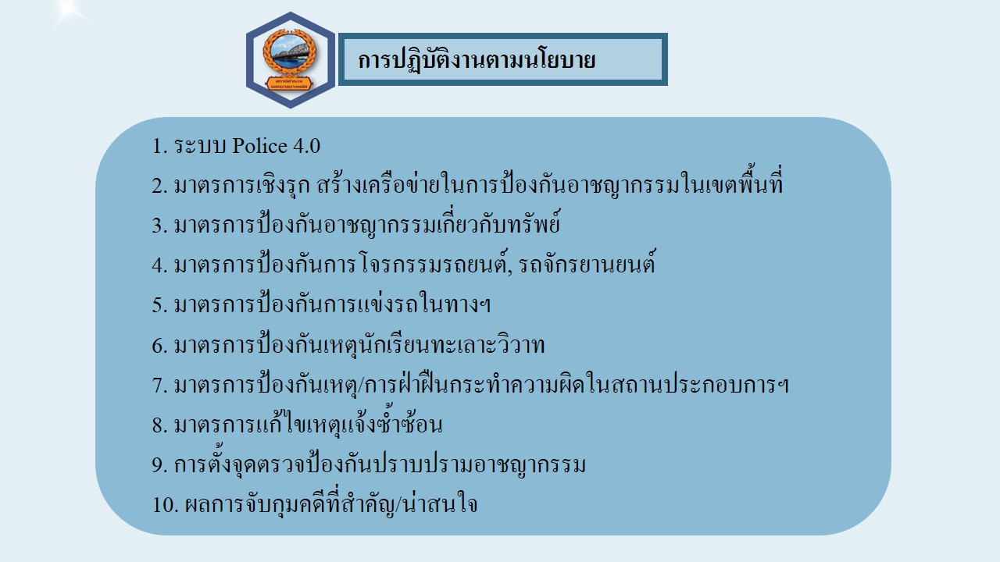 การปฏิบัติงานตามนโยบาย
สถานีตำรวจ
1. ระบบ Police 4.0
2. มาตรการเชิงรุก สร้างเครือข่ายในการป้องกันอาชญากรรมในเขตพื้นที่
3. มาตรการป้องกันอาชญากรรมเกี่ยวกับทรัพย์
4. มาตรการป้องกันการโจรกรรมรถยนต์, รถจักรยานยนต์
5. มาตรการป้องกันการแข่งรถในทางฯ
6. มาตรการป้องกันเหตุนักเรียนทะเลาะวิวาท
7. มาตรการป้องกันเหตุ/การฝ่าฝืนกระทำความผิดในสถานประกอบการฯ
8. มาตรการแก้ไขเหตุแจ้งซ้ำซ้อน
9. การตั้งจุดตรวจป้องกันปราบปรามอาชญากรรม
10. ผลการจับกุมคดีที่สำคัญ/น่าสนใจ